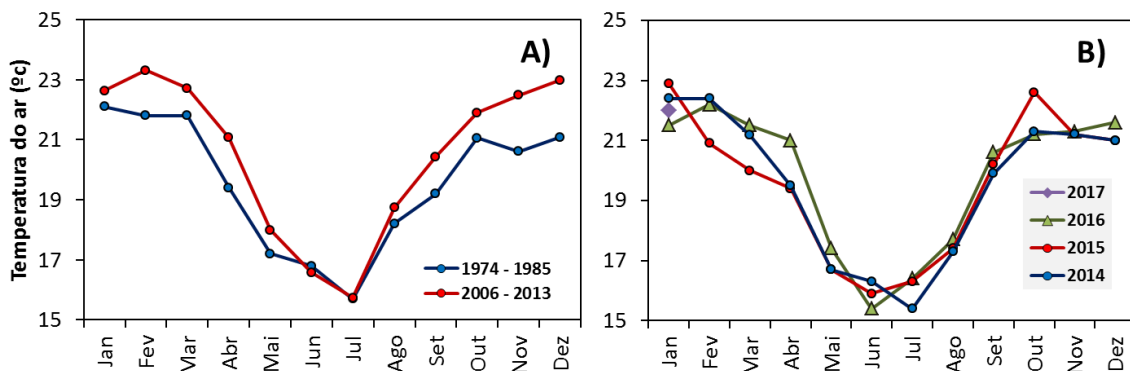 Temperatura do ar (ºc)
25
23
21
19
17
15
A)
1974 - 1985
2006 - 2013
Jan
Fev
Mar
Abr
Mai
Jun
Jul
Ago
Set
Out
Nov
Dez
25
23
21
19
17
15
B)
2017
2016
2015
2014
Jan
Fev
Mar
Abr
Mai
Jun
Jul
Ago
Set
Out
Nov
Dez